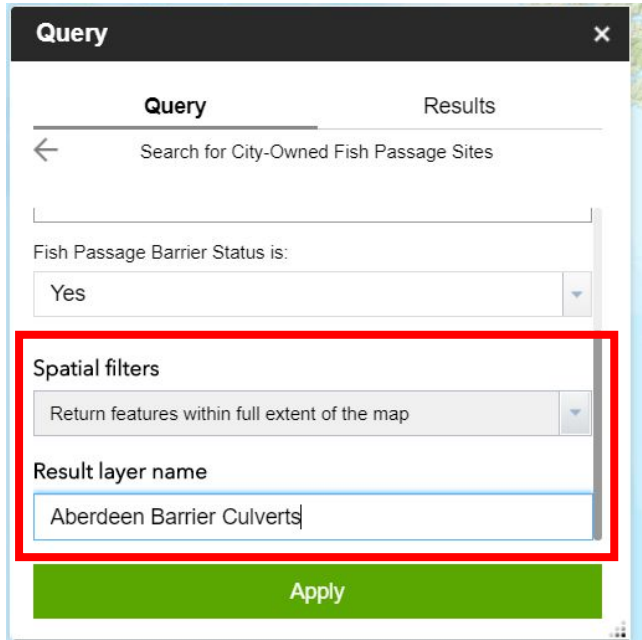 Query
Query Results
Search for City-Owned Fish Passage Sites
Fish Passage Barrier Status is:
Yes
Spatial filters
Return features within full extent of the map
Result layer name
Aberdeen Barrier Culverts
Apply